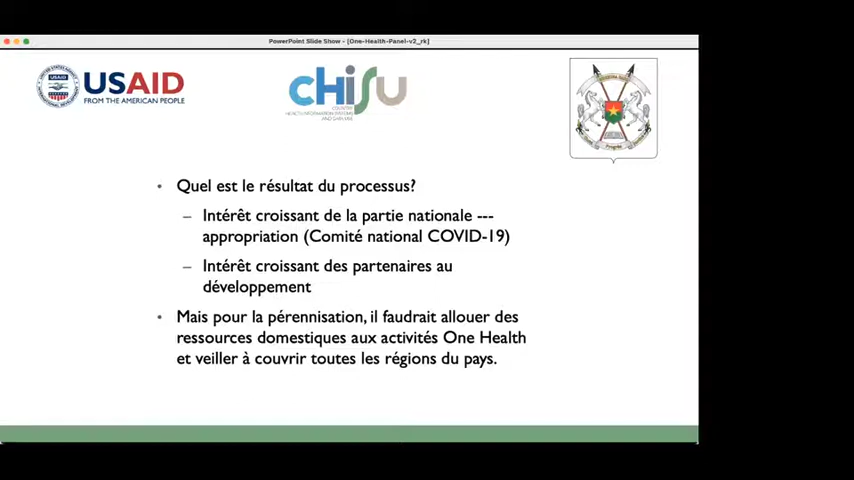 PowerPoint Slide Show - [One-Health-Panel-v2_rk]
USAID
FROM THE AMERICAN PEOPLE
CHISU
COUNTRY
HEALTH INFORMATION SYSTEMS
AND DATA USE
• Quel est le résultat du processus?
– Intérêt croissant de la partie nationale ---
appropriation (Comité national COVID-19)
– Intérêt croissant des partenaires au
développement
• Mais pour la pérennisation, il faudrait allouer des
ressources domestiques aux activités One Health
et veiller à couvrir toutes les régions du pays.